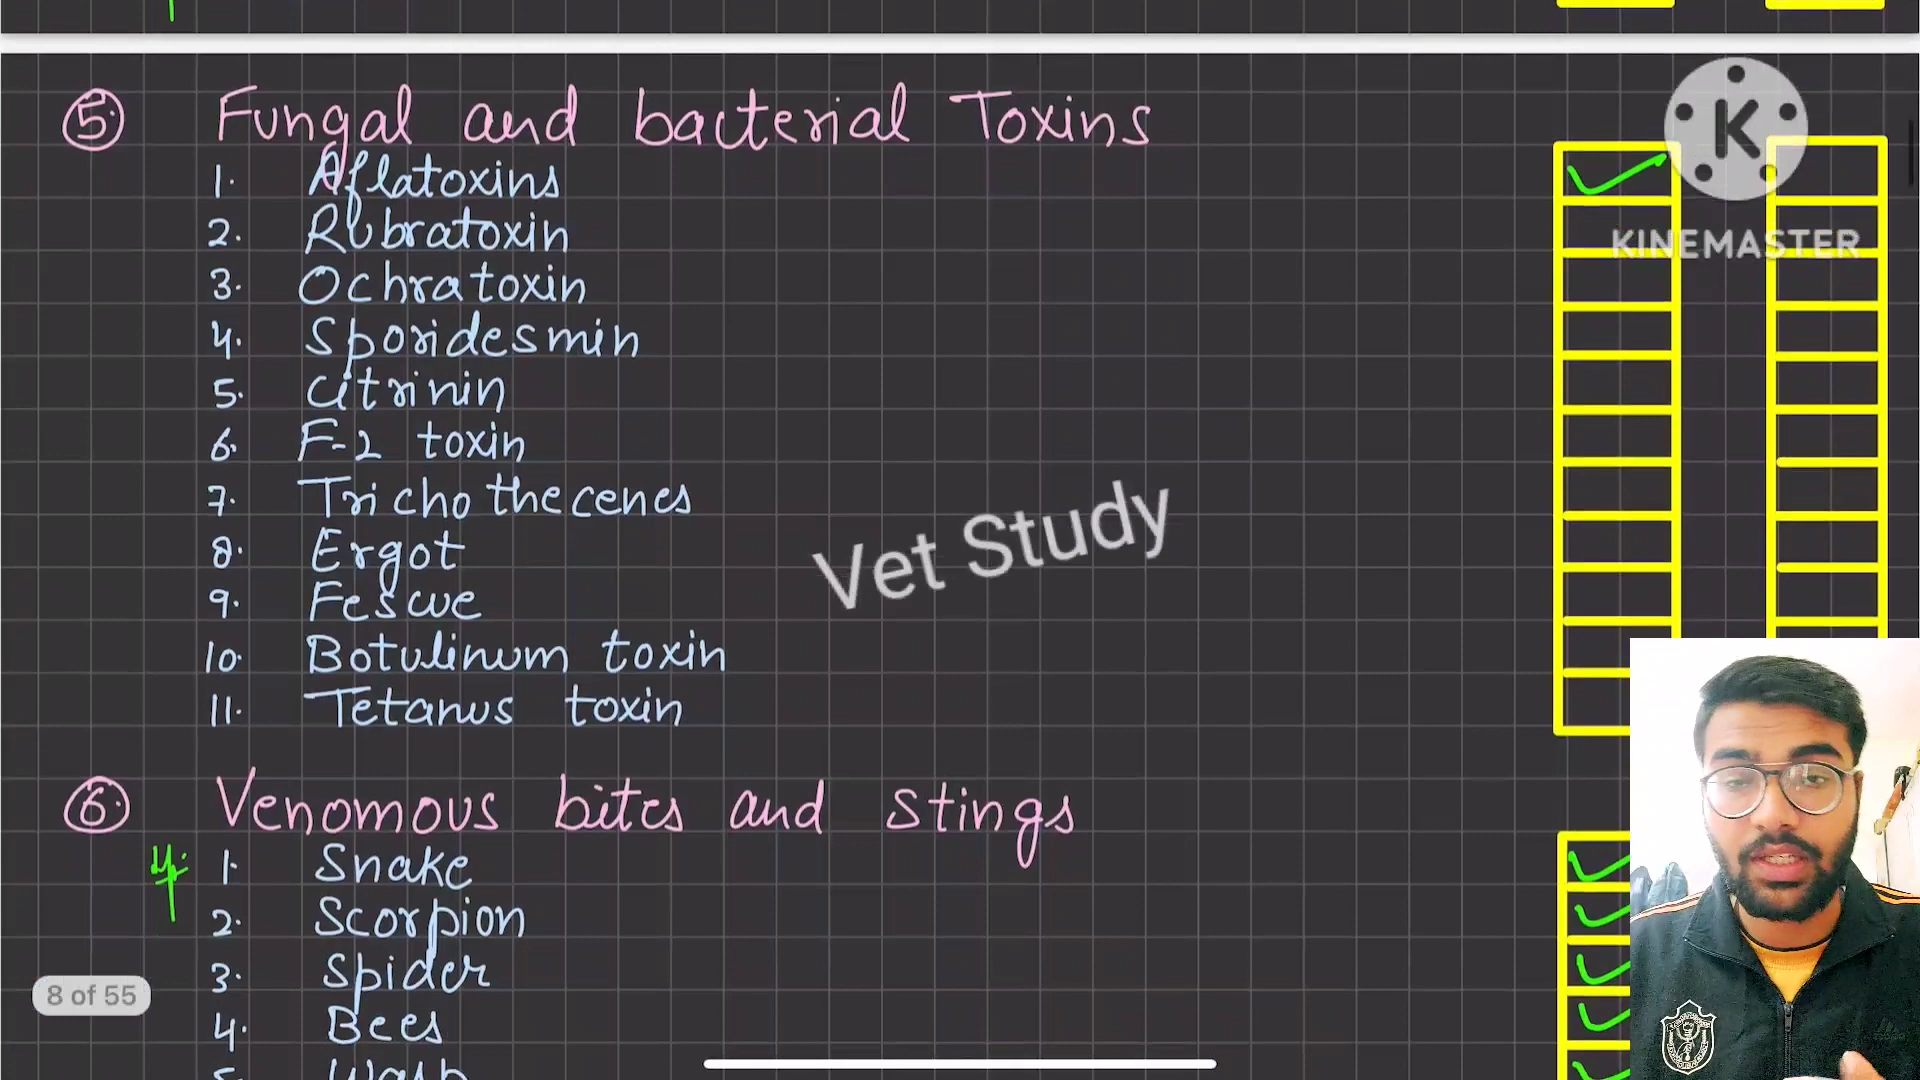 5. Fungal and bacterial Toxins
1. Aflatoxins
2. Rubratoxin
3. Ochratoxin
4. Sporidesmin
5. Citrinin
6. F-2 toxin
7. Trichothecenes
8. Ergot
9. Fescue
10. Botulinum toxin
11. Tetanus toxin
6. Venomous bites and stings
1. Snake
2. Scorpion
3. Spider
4. Bees
5. Wasp
8 of 55
Vet Study
K
KINEMASTER